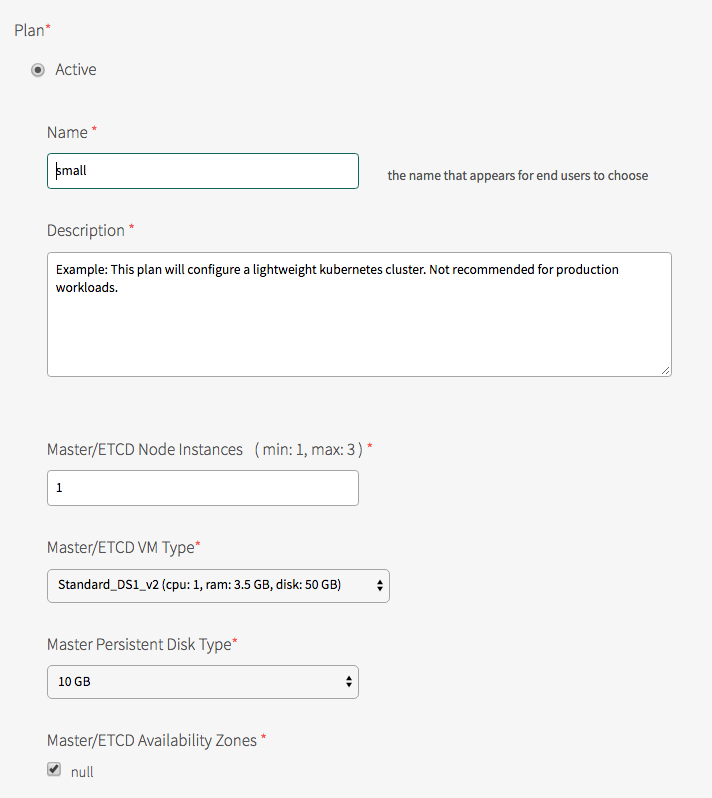 Plan*
Active
Name *
small
the name that appears for end users to choose
Description *
Example: This plan will configure a lightweight kubernetes cluster. Not recommended for production
workloads.
Master/ETCD Node Instances ( min: 1, max: 3 ) *
1
Master/ETCD VM Type*
Standard_DS1_v2 (cpu: 1, ram: 3.5 GB, disk: 50 GB)
Master Persistent Disk Type*
10 GB
Master/ETCD Availability Zones *
null